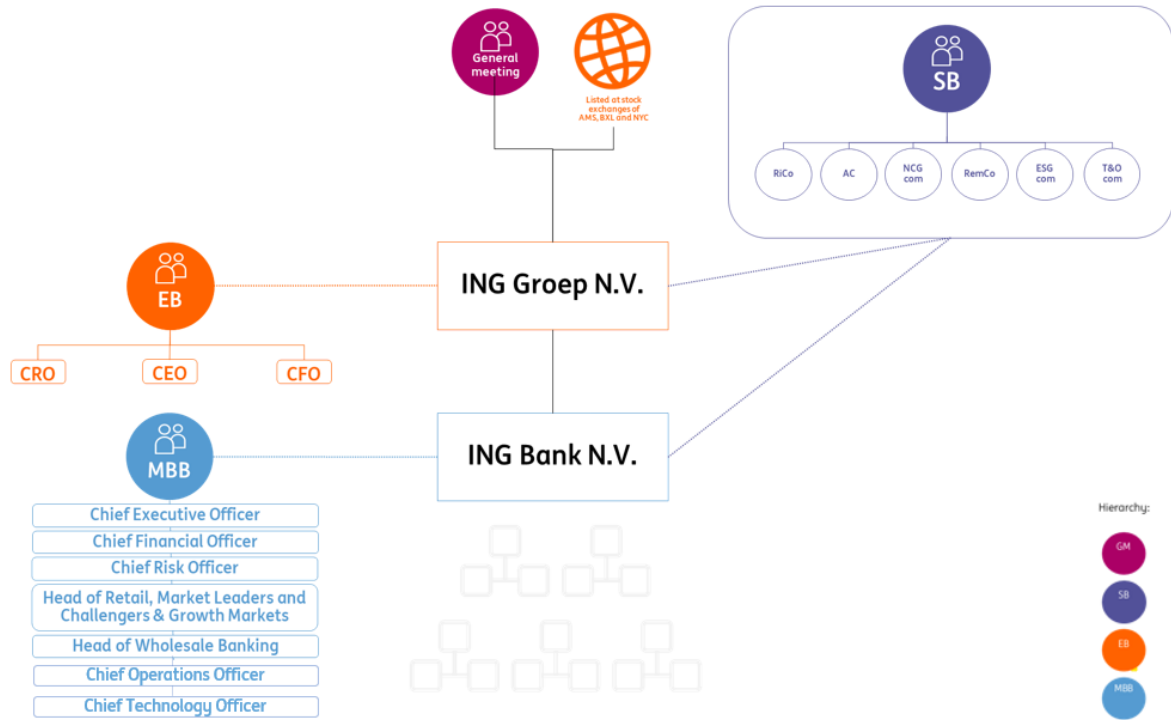 General
meeting
Listed at stock
exchanges of
AMS, BXL and NYC
SB
RiCo
AC
NCG
com
RemCo
ESG
com
T&O
com
EB
ING Groep N.V.
CRO
CEO
CFO
MBB
ING Bank N.V.
Chief Executive Officer
Chief Financial Officer
Chief Risk Officer
Head of Retail, Market Leaders and
Challengers & Growth Markets
Head of Wholesale Banking
Chief Operations Officer
Chief Technology Officer
Hierarchy:
GM
SB
EB
MBB